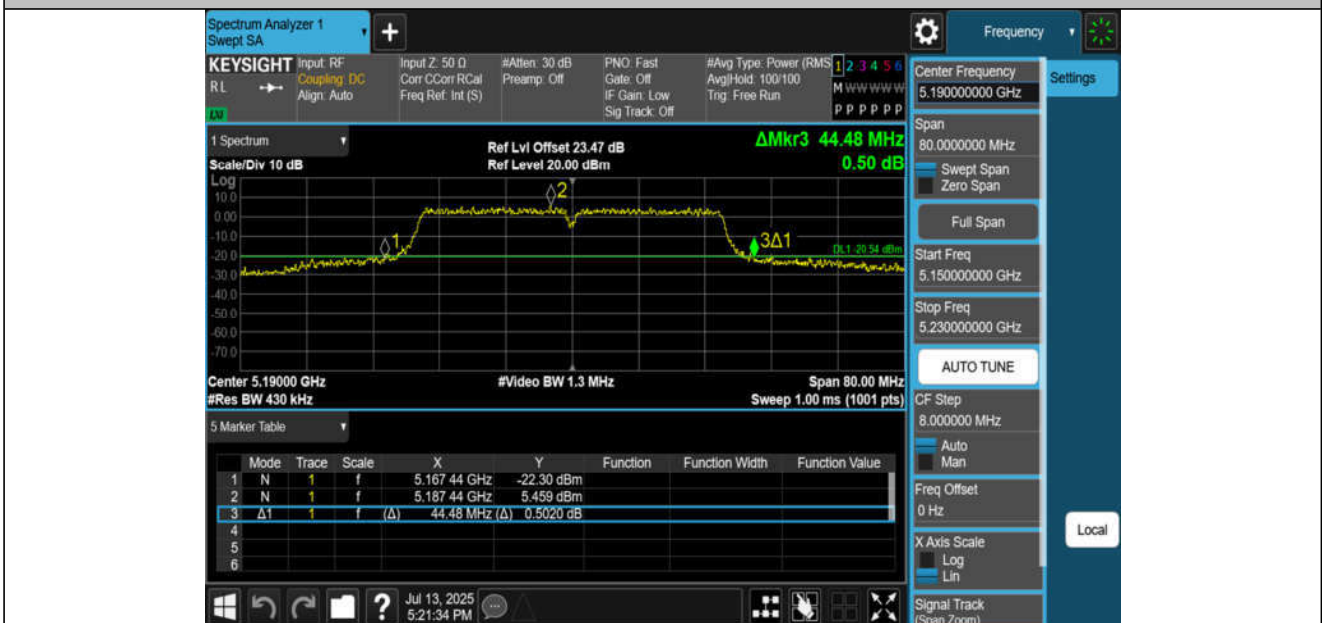 Spectrum Analyzer 1
Swept SA
+
Frequency
KEYSIGHT
RL
LV
Input: RF
Coupling: DC
Align: Auto
Input Z: 50 Ω
Corr CCorr RCal
Freq Ref: Int (S)
#Atten: 30 dB
Preamp: Off
PNO: Fast
Gate: Off
IF Gain: Low
Sig Track: Off
#Avg Type: Power (RMS
Avg|Hold: 100/100
Trig: Free Run
1 2 3 4 5 6
M W W W W W
P P P P P P
1 Spectrum
Scale/Div 10 dB
Ref Lvl Offset 23.47 dB
Ref Level 20.00 dBm
ΔMkr3 44.48 MHz
0.50 dB
Log
10.0
0.00
-10.0
-20.0
-30.0
-40.0
-50.0
-60.0
-70.0
1
2
3Δ1
DL1 -20.54 dBm
Center 5.19000 GHz
#Video BW 1.3 MHz
Span 80.00 MHz
#Res BW 430 kHz
Sweep 1.00 ms (1001 pts)
5 Marker Table
Mode Trace Scale X Y Function Function Width Function Value
1 N 1 f 5.167 44 GHz -22.30 dBm
2 N 1 f 5.187 44 GHz 5.459 dBm
3 Δ1 1 f (Δ) 44.48 MHz (Δ) 0.5020 dB
4
5
6
?
Jul 13, 2025
5:21:34 PM
Center Frequency
5.190000000 GHz
Span
80.0000000 MHz
Swept Span
Zero Span
Full Span
Start Freq
5.150000000 GHz
Stop Freq
5.230000000 GHz
AUTO TUNE
CF Step
8.000000 MHz
Auto
Man
Freq Offset
0 Hz
X Axis Scale
Log
Lin
Signal Track
(Span Zoom)
Settings
Local